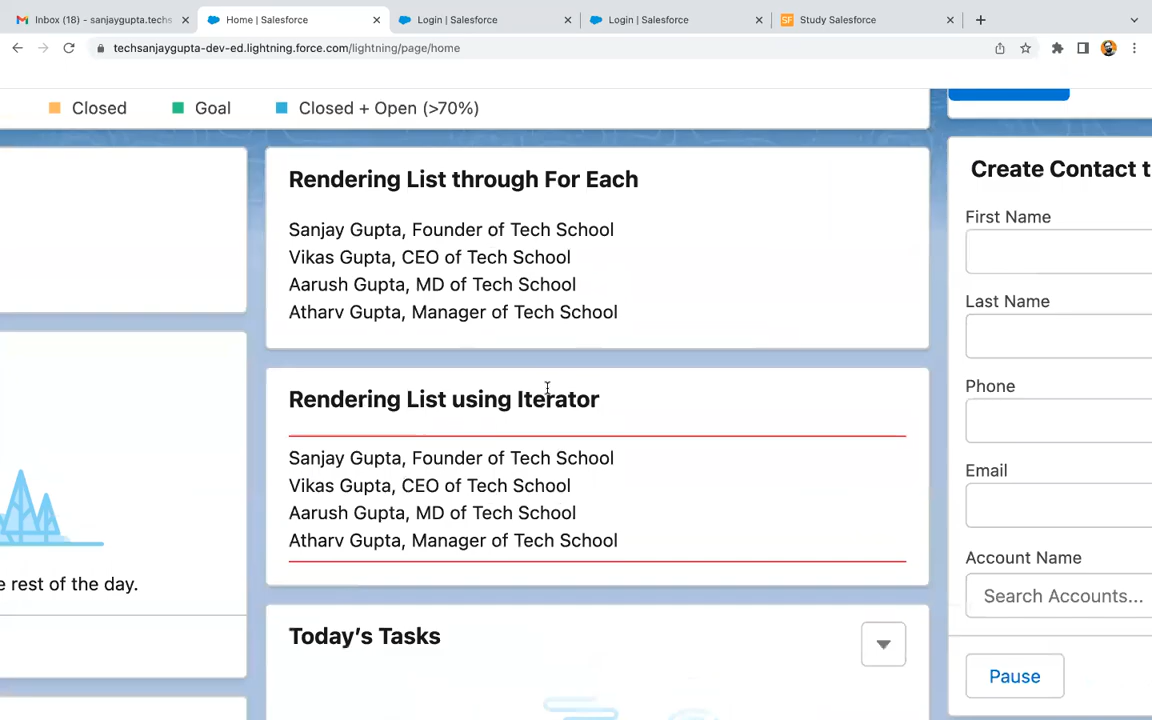 Inbox (18) - sanjaygupta.techs
Home | Salesforce
Login | Salesforce
Login | Salesforce
SF
Study Salesforce
techsanjaygupta-dev-ed.lightning.force.com/lightning/page/home
Closed
Goal
Closed + Open (>70%)
Rendering List through For Each
Sanjay Gupta, Founder of Tech School
Vikas Gupta, CEO of Tech School
Aarush Gupta, MD of Tech School
Atharv Gupta, Manager of Tech School
Rendering List using Iterator
Sanjay Gupta, Founder of Tech School
Vikas Gupta, CEO of Tech School
Aarush Gupta, MD of Tech School
Atharv Gupta, Manager of Tech School
Today's Tasks
e rest of the day.
Create Contact t
First Name
Last Name
Phone
Email
Account Name
Search Accounts...
Pause